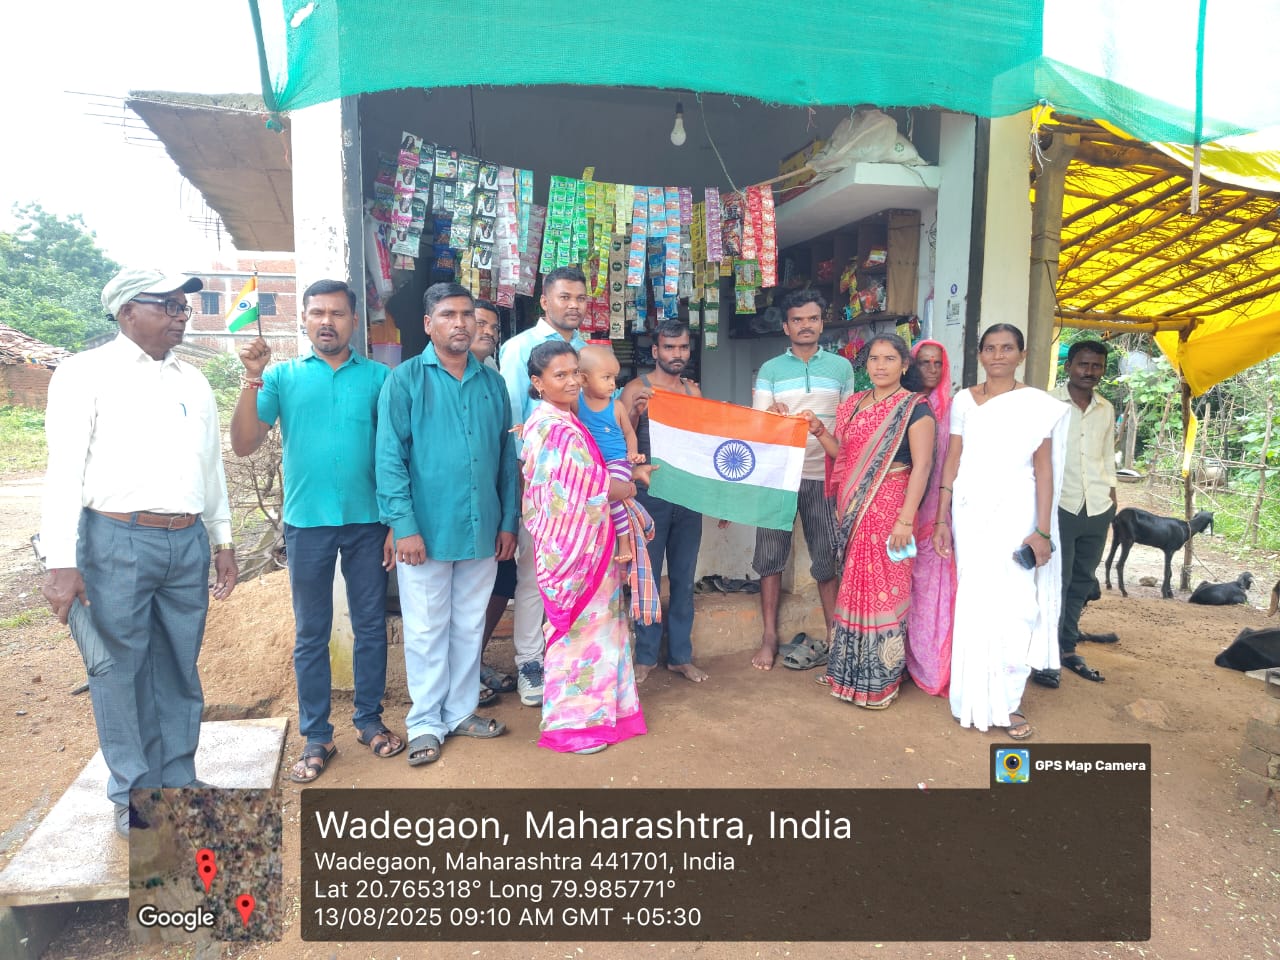 GPS Map Camera
Wadegaon, Maharashtra, India
Wadegaon, Maharashtra 441701, India
Lat 20.765318° Long 79.985771°
13/08/2025 09:10 AM GMT +05:30
Google